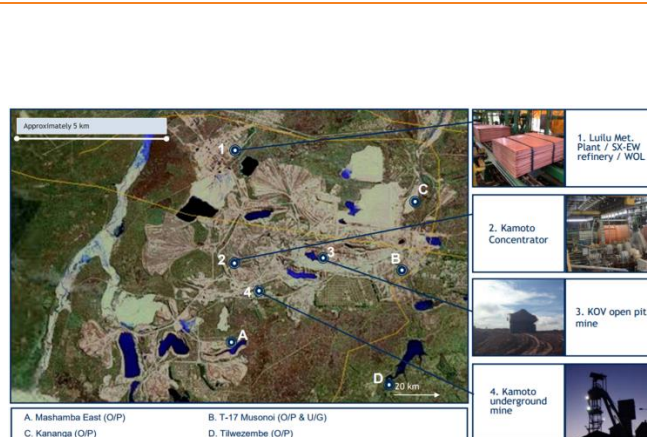 Approximately 5 km
1
C
2
3
B
4
A
D
20 km
1. Luilu Met.
Plant / SX-EW
refinery / WOL
2. Kamoto
Concentrator
3. KOV open pit
mine
4. Kamoto
underground
mine
A. Mashamba East (O/P)
B. T-17 Musonoi (O/P & U/G)
C. Kananga (O/P)
D. Tilwezembe (O/P)